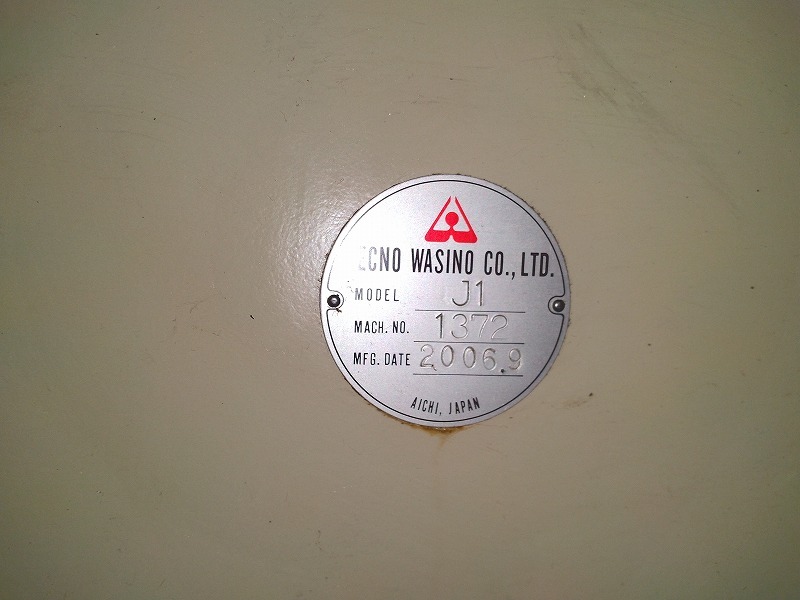 ECNO WASINO CO., LTD.
MODEL J1
MACH. NO. 1372
MFG. DATE 2006.9
AICHI, JAPAN